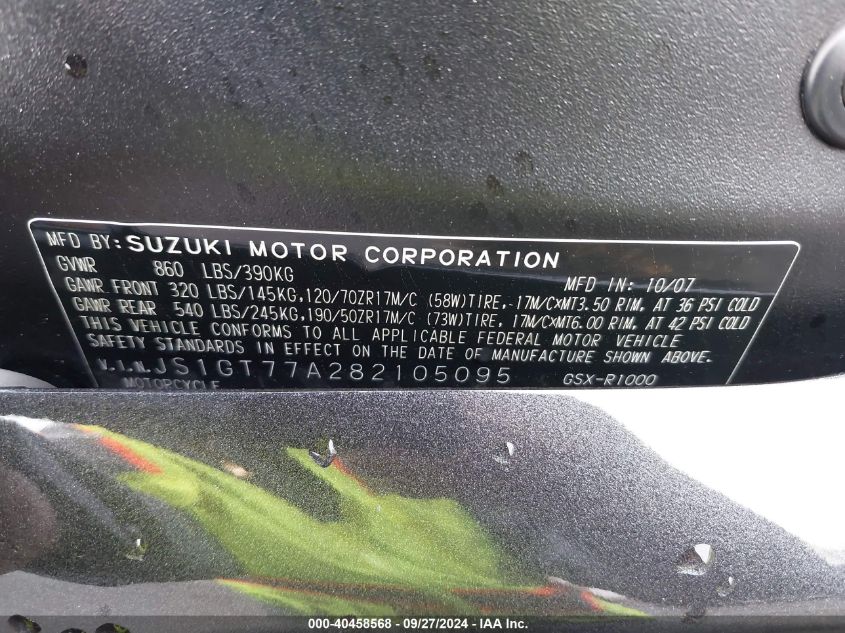 MFD BY: SUZUKI MOTOR CORPORATION
GVWR 860 LBS/390KG MFD IN: 10/07
GAWR FRONT 320 LBS/145KG,120/70ZR17M/C (58W)TIRE, 17M/C×MT3.50 RIM, AT 36 PSI COLD
GAWR REAR 540 LBS/245KG,190/50ZR17M/C (73W)TIRE, 17M/C×MT6.00 RIM, AT 42 PSI COLD
THIS VEHICLE CONFORMS TO ALL APPLICABLE FEDERAL MOTOR VEHICLE
SAFETY STANDARDS IN EFFECT ON THE DATE OF MANUFACTURE SHOWN ABOVE.
V.I.N. JS1GT77A282105095 GSX-R1000
MOTORCYCLE
000-40458568 - 09/27/2024 - IAA Inc.